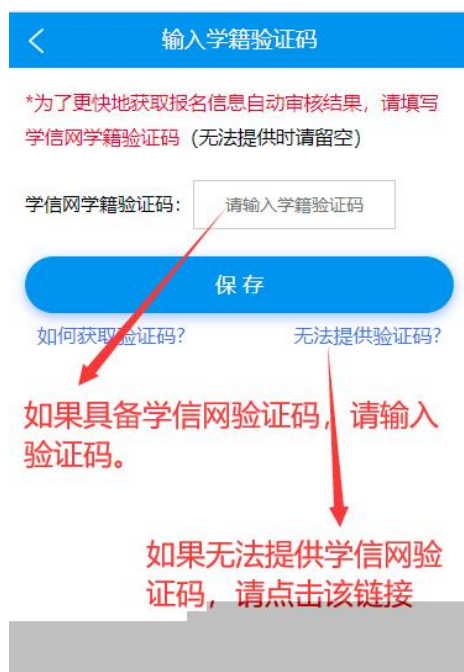 输入学籍验证码
*为了更快地获取报名信息自动审核结果，请填写
学信网学籍验证码（无法提供时请留空）
学信网学籍验证码： 请输入学籍验证码
保存
如何获取验证码? 无法提供验证码?
如果具备学信网验证码，请输入
验证码。
如果无法提供学信网验
证码，请点击该链接